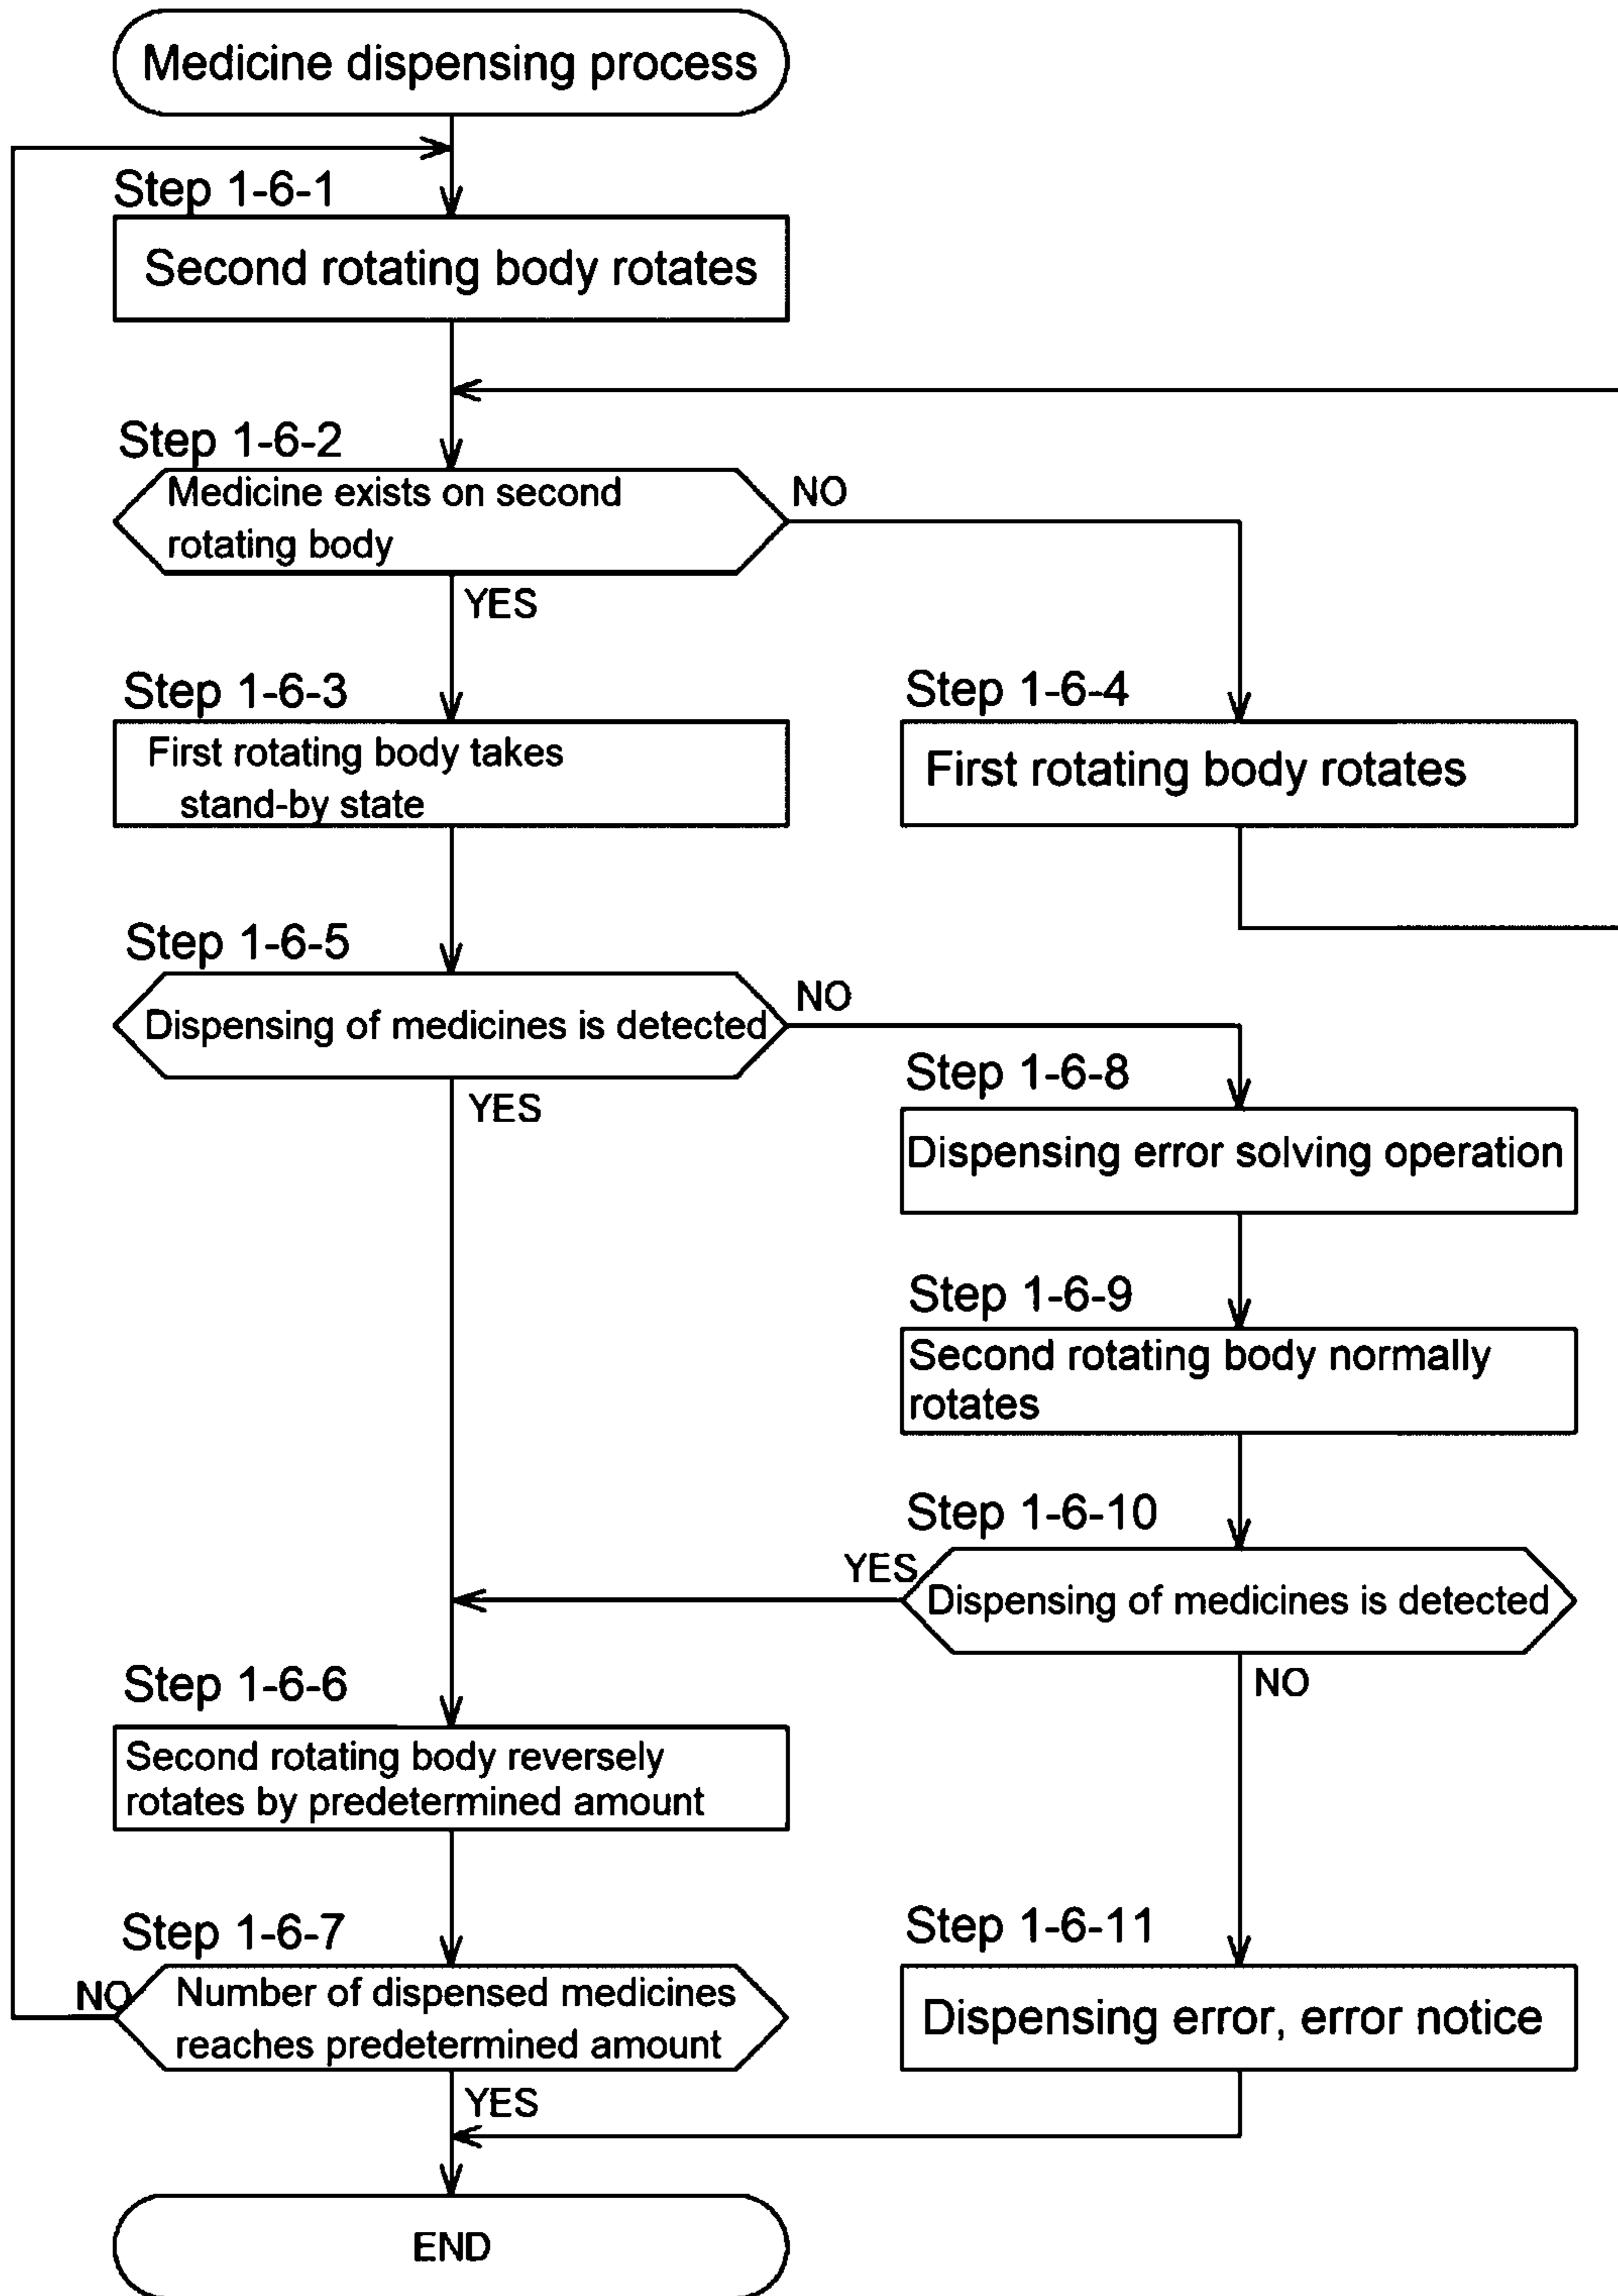 Medicine dispensing process
Step 1-6-1
Second rotating body rotates
Step 1-6-2
Medicine exists on second
rotating body
NO
YES
Step 1-6-3
First rotating body takes
stand-by state
Step 1-6-4
First rotating body rotates
Step 1-6-5
Dispensing of medicines is detected
NO
YES
Step 1-6-8
Dispensing error solving operation
Step 1-6-9
Second rotating body normally
rotates
Step 1-6-10
YES
Dispensing of medicines is detected
NO
Step 1-6-6
Second rotating body reversely
rotates by predetermined amount
Step 1-6-7
NO
Number of dispensed medicines
reaches predetermined amount
YES
Step 1-6-11
Dispensing error, error notice
END